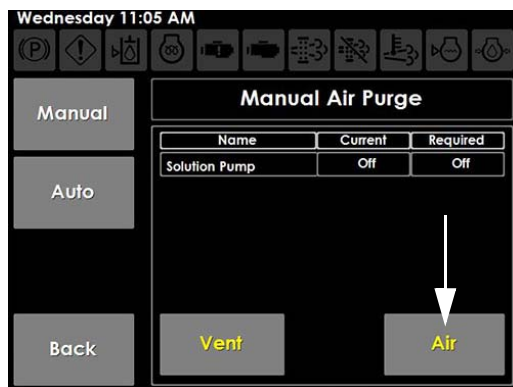 Wednesday 11:05 AM
Manual Air Purge
Manual
Name Current Required
Solution Pump Off Off
Auto
Back
Vent
Air